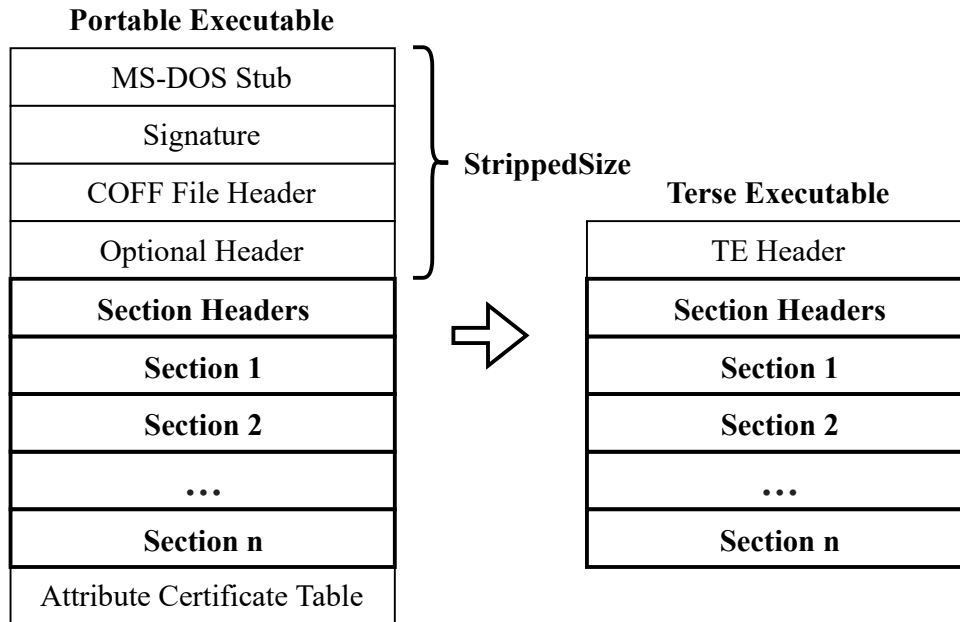 Portable Executable
MS-DOS Stub
Signature
COFF File Header
Optional Header
Section Headers
Section 1
Section 2
...
Section n
Attribute Certificate Table
StrippedSize
Terse Executable
TE Header
Section Headers
Section 1
Section 2
...
Section n